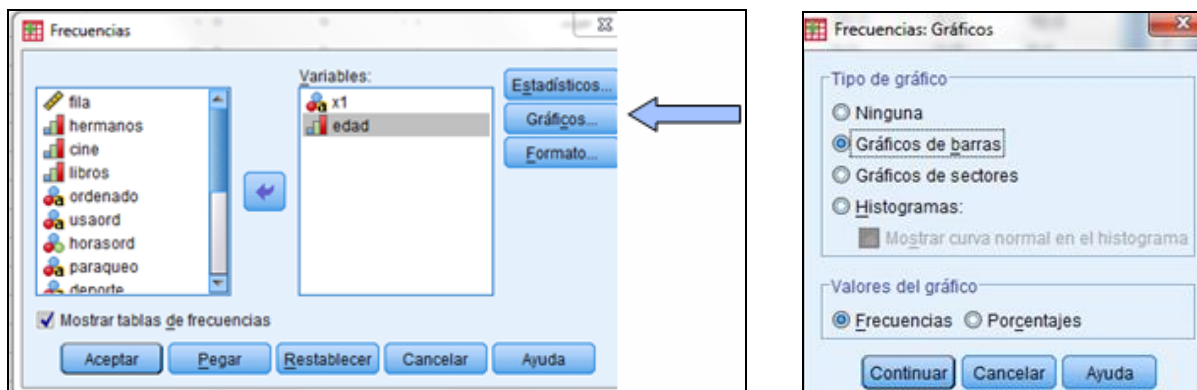 Frecuencias
Variables:
fila
hermanos
cine
libros
ordenado
usaord
horasord
paraqueo
deporte
x1
edad
Estadísticos...
Gráficos...
Formato...
Mostrar tablas de frecuencias
Aceptar Pegar Restablecer Cancelar Ayuda
Frecuencias: Gráficos
Tipo de gráfico
Ninguna
Gráficos de barras
Gráficos de sectores
Histogramas:
Mostrar curva normal en el histograma
Valores del gráfico
Frecuencias Porcentajes
Continuar Cancelar Ayuda